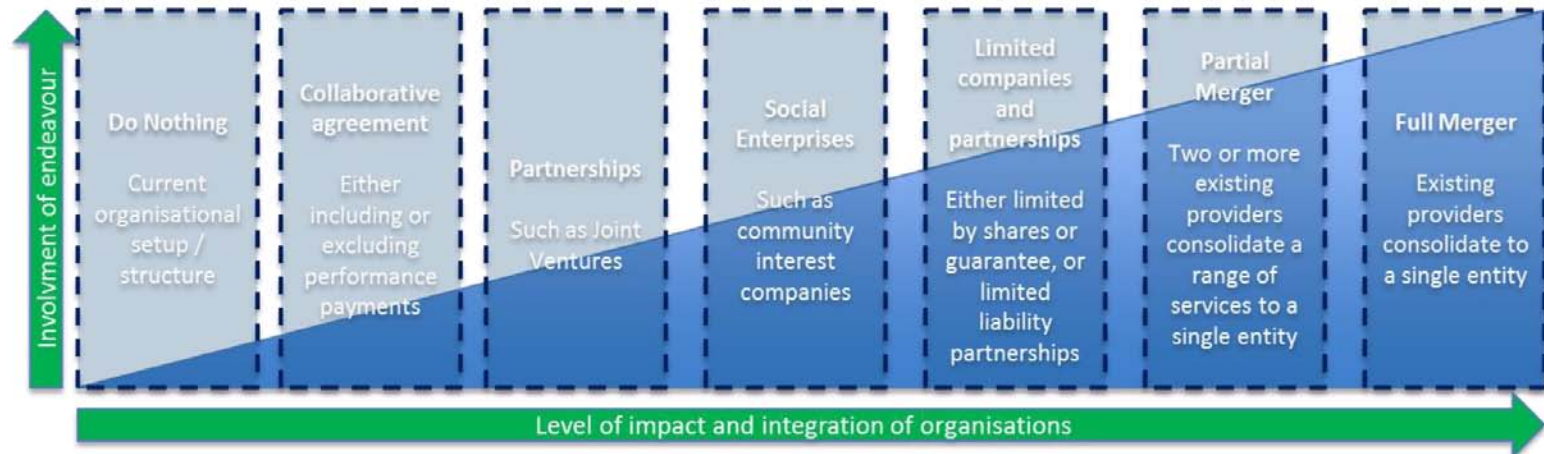 Involvment of endeavour
Do Nothing
Current
organisational
setup /
structure
Collaborative
agreement
Either
including or
excluding
performance
payments
Partnerships
Such as Joint
Ventures
Social
Enterprises
Such as
community
interest
companies
Limited
companies
and
partnerships
Either limited
by shares or
guarantee, or
limited
liability
partnerships
Partial
Merger
Two or more
existing
providers
consolidate a
range of
services to a
single entity
Full Merger
Existing
providers
consolidate to
a single entity
Level of impact and integration of organisations